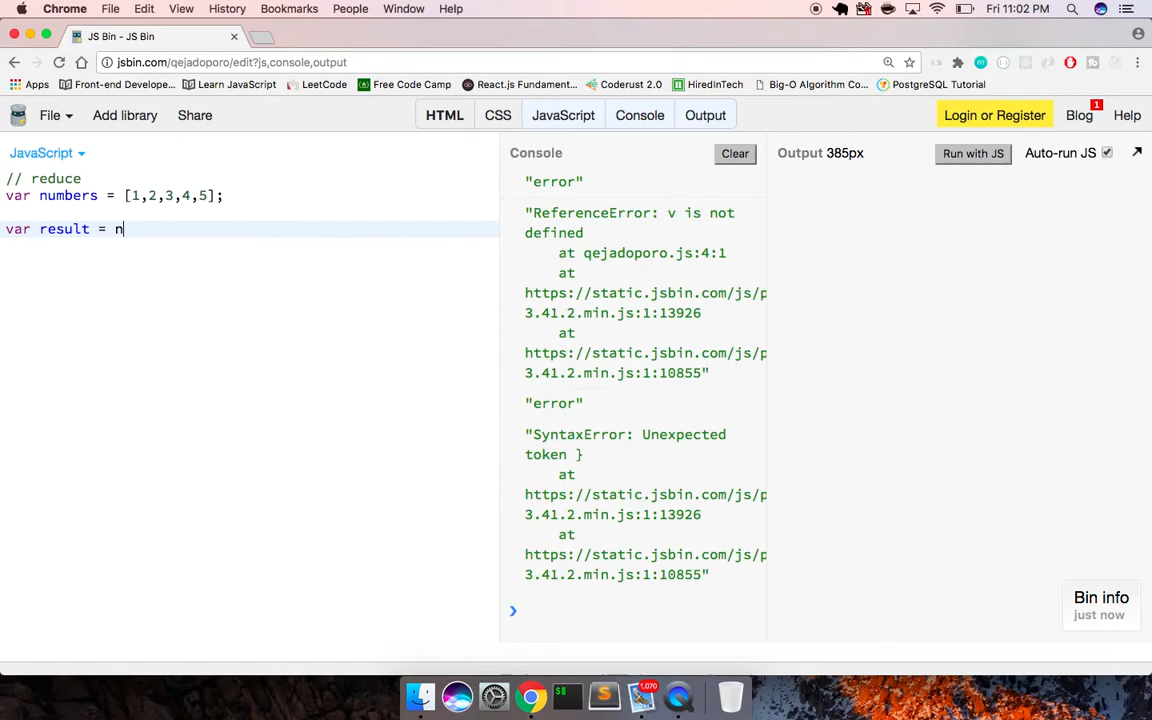 Chrome File Edit View History Bookmarks People Window Help Fri 11:02 PM
JS Bin - JS Bin
jsbin.com/qejadoporo/edit?js,console,output
Apps Front-end Develope... Learn JavaScript LeetCode Free Code Camp React.js Fundament... Coderust 2.0 HiredInTech Big-O Algorithm Co... PostgreSQL Tutorial
File Add library Share HTML CSS JavaScript Console Output Login or Register Blog 1 Help
JavaScript
// reduce
var numbers = [1,2,3,4,5];
var result = n
Console Clear
"error"
"ReferenceError: v is not
defined
at qejadoporo.js:4:1
at
https://static.jsbin.com/js/p
3.41.2.min.js:1:13926
at
https://static.jsbin.com/js/p
3.41.2.min.js:1:10855"
"error"
"SyntaxError: Unexpected
token }
at
https://static.jsbin.com/js/p
3.41.2.min.js:1:13926
at
https://static.jsbin.com/js/p
3.41.2.min.js:1:10855"
Output 385px Run with JS Auto-run JS
Bin info
just now
1,070